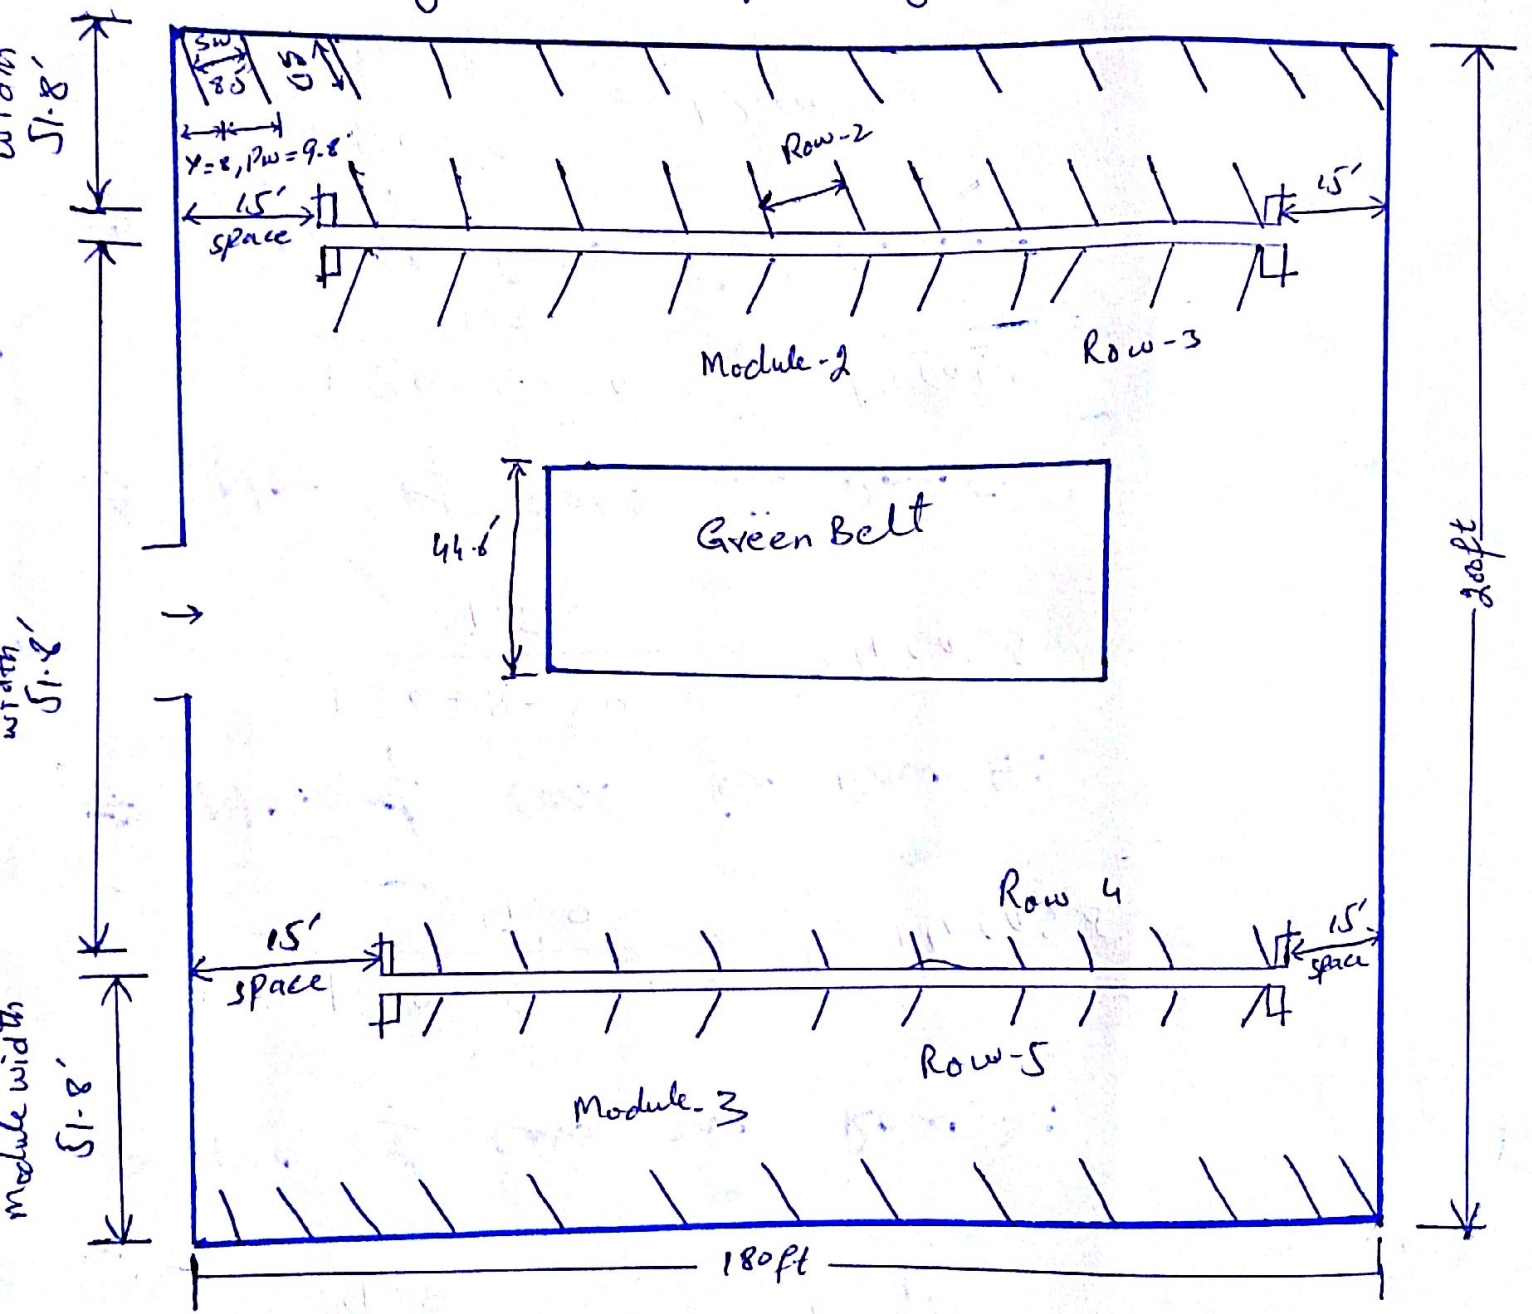 width
51.8'
SW
8.5
Y=8, PW=9.8'
15'
space
Row-2
15'
Module-2
Row-3
44.6'
Green Belt
200ft
width
51.8'
Row 4
15'
space
15'
space
Row-5
Module-3
Module width
51.8'
180ft